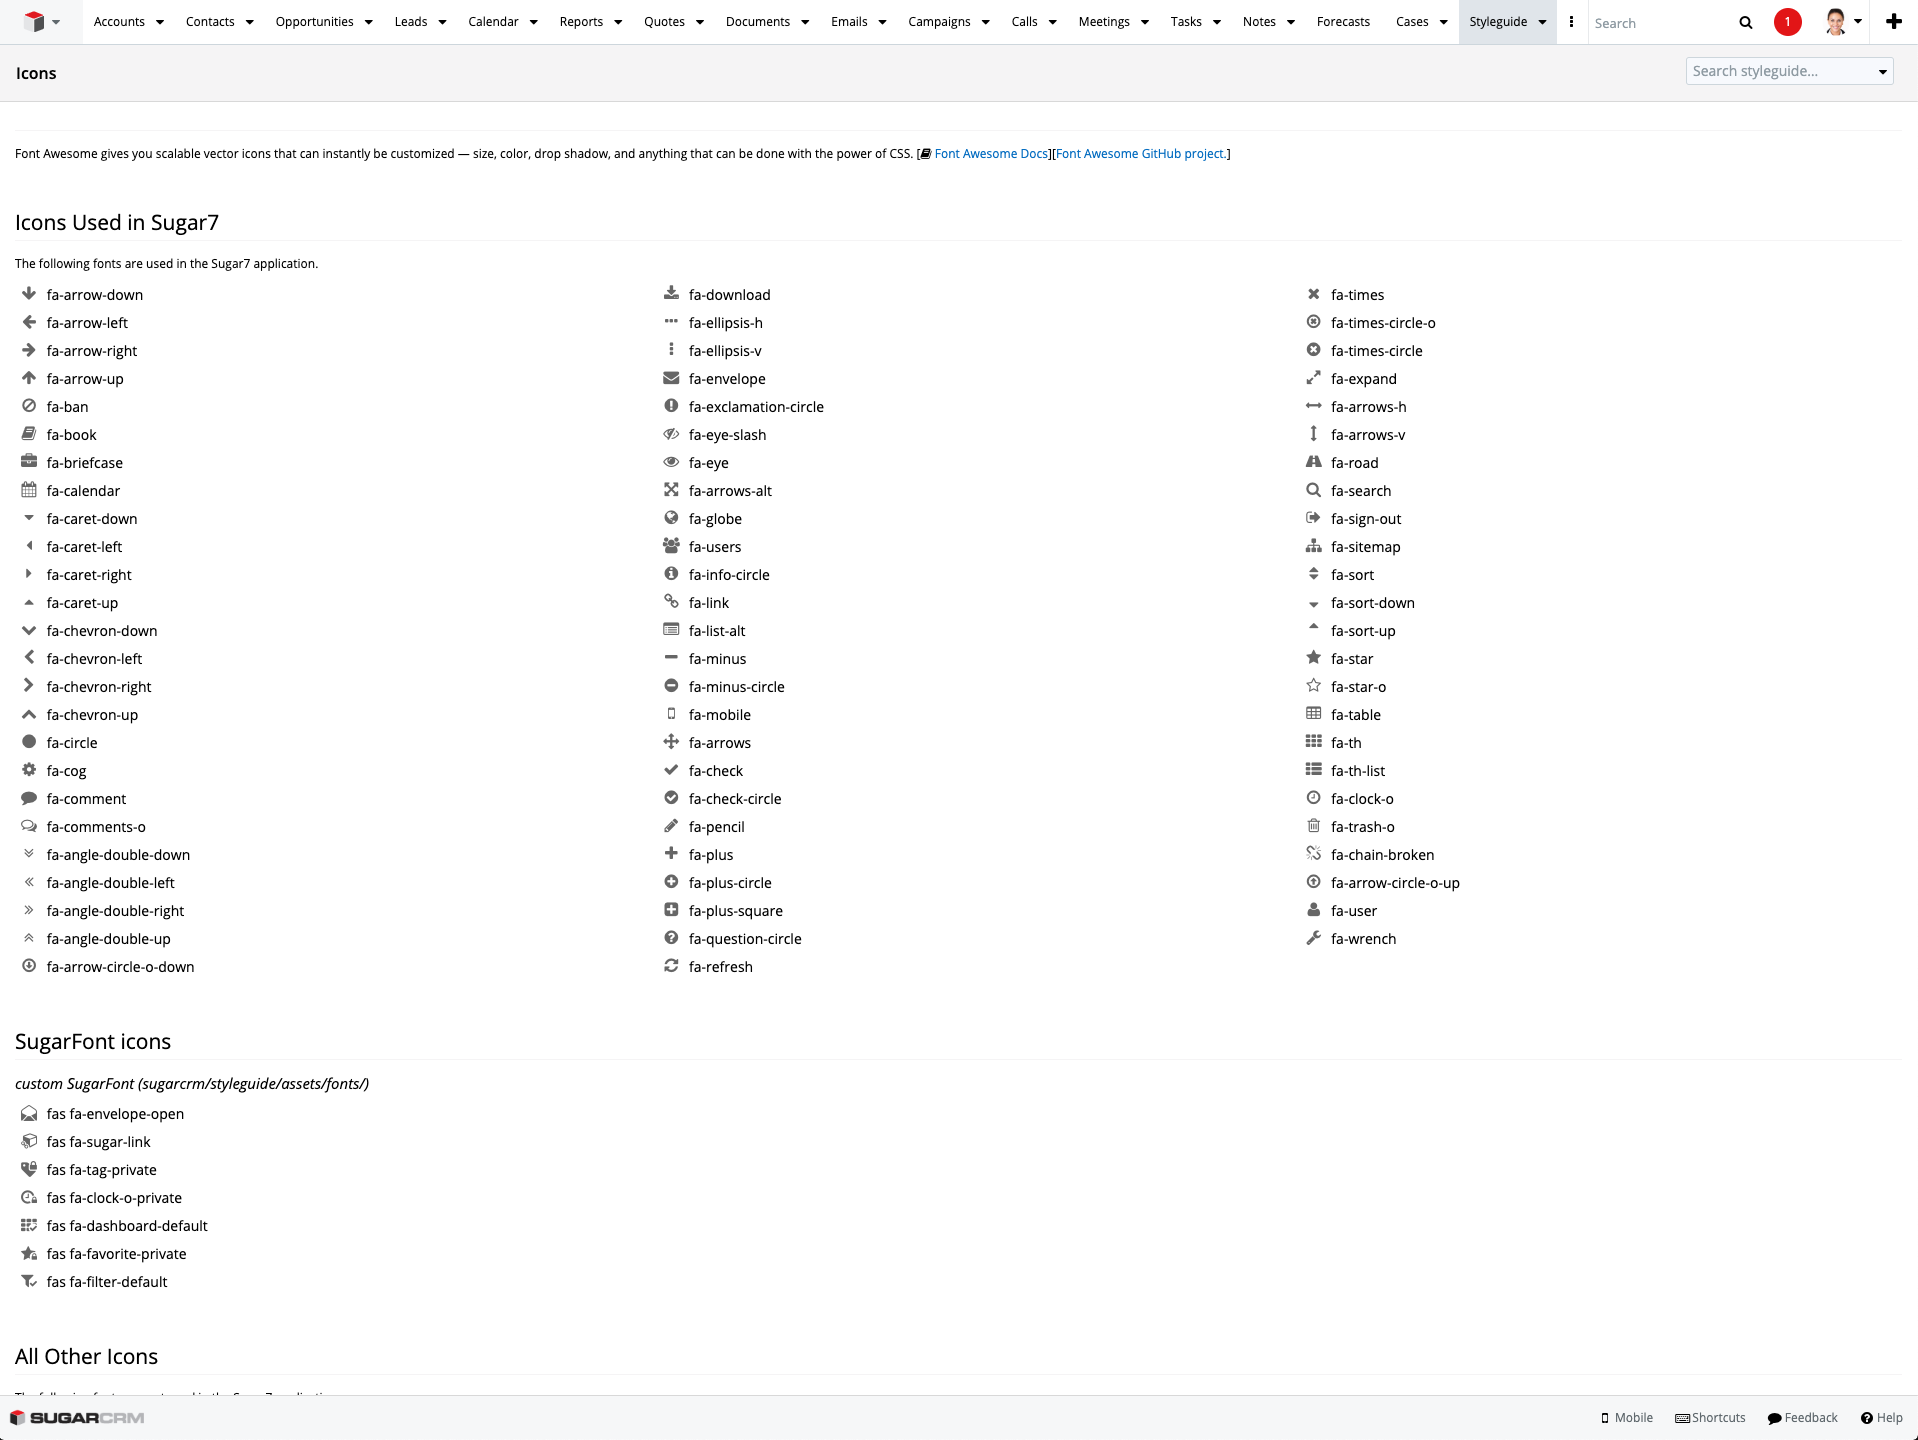 Accounts Contacts Opportunities Leads Calendar Reports Quotes Documents Emails Campaigns Calls Meetings Tasks Notes Forecasts Cases Styleguide Search 1
Icons Search styleguide...
Font Awesome gives you scalable vector icons that can instantly be customized — size, color, drop shadow, and anything that can be done with the power of CSS. [ Font Awesome Docs][Font Awesome GitHub project.]
Icons Used in Sugar7
The following fonts are used in the Sugar7 application.
fa-arrow-down
fa-arrow-left
fa-arrow-right
fa-arrow-up
fa-ban
fa-book
fa-briefcase
fa-calendar
fa-caret-down
fa-caret-left
fa-caret-right
fa-caret-up
fa-chevron-down
fa-chevron-left
fa-chevron-right
fa-chevron-up
fa-circle
fa-cog
fa-comment
fa-comments-o
fa-angle-double-down
fa-angle-double-left
fa-angle-double-right
fa-angle-double-up
fa-arrow-circle-o-down
fa-download
fa-ellipsis-h
fa-ellipsis-v
fa-envelope
fa-exclamation-circle
fa-eye-slash
fa-eye
fa-arrows-alt
fa-globe
fa-users
fa-info-circle
fa-link
fa-list-alt
fa-minus
fa-minus-circle
fa-mobile
fa-arrows
fa-check
fa-check-circle
fa-pencil
fa-plus
fa-plus-circle
fa-plus-square
fa-question-circle
fa-refresh
fa-times
fa-times-circle-o
fa-times-circle
fa-expand
fa-arrows-h
fa-arrows-v
fa-road
fa-search
fa-sign-out
fa-sitemap
fa-sort
fa-sort-down
fa-sort-up
fa-star
fa-star-o
fa-table
fa-th
fa-th-list
fa-clock-o
fa-trash-o
fa-chain-broken
fa-arrow-circle-o-up
fa-user
fa-wrench
SugarFont icons
custom SugarFont (sugarcrm/styleguide/assets/fonts/)
fas fa-envelope-open
fas fa-sugar-link
fas fa-tag-private
fas fa-clock-o-private
fas fa-dashboard-default
fas fa-favorite-private
fas fa-filter-default
All Other Icons
SUGARCRM Mobile Shortcuts Feedback Help